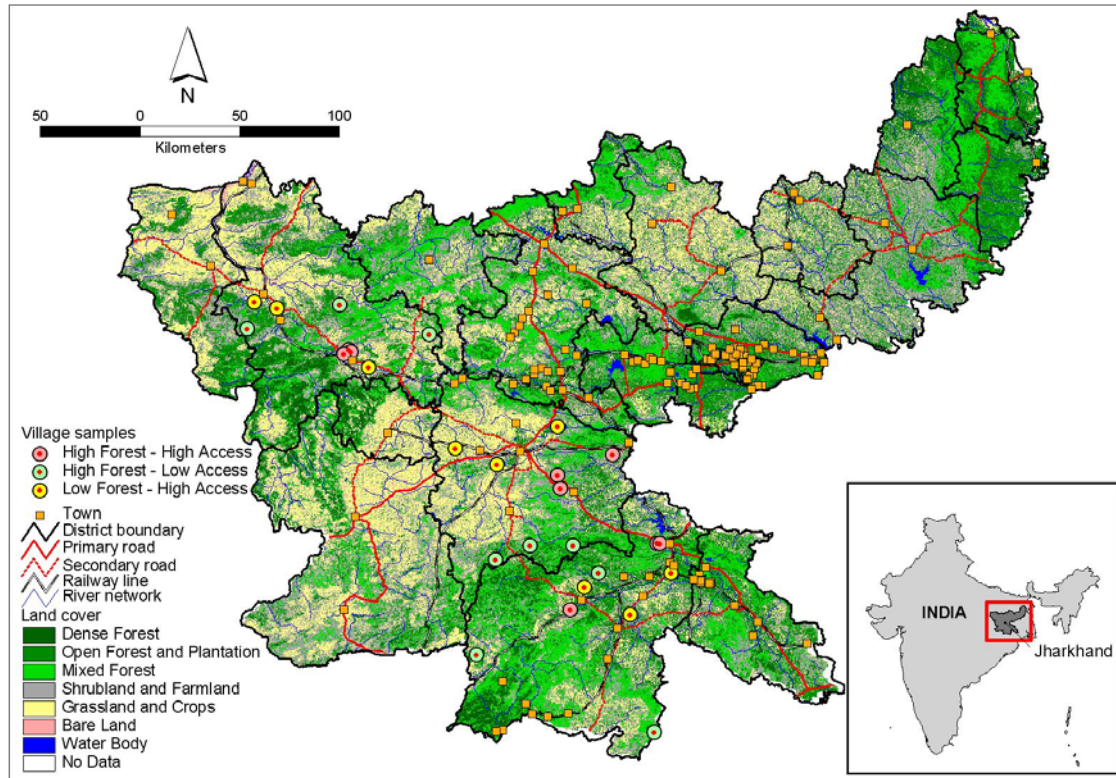 N
50 0 50 100
Kilometers
Village samples
High Forest - High Access
High Forest - Low Access
Low Forest - High Access
Town
District boundary
Primary road
Secondary road
Railway line
River network
Land cover
Dense Forest
Open Forest and Plantation
Mixed Forest
Shrubland and Farmland
Grassland and Crops
Bare Land
Water Body
No Data
INDIA
Jharkhand